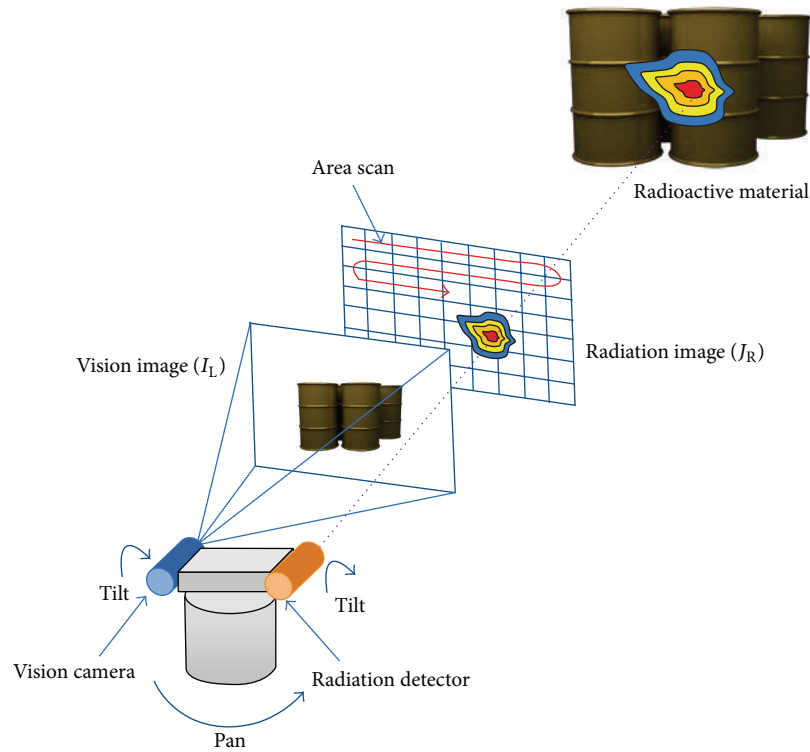 Radioactive material
Area scan
Radiation image (J_R)
Vision image (I_L)
Tilt
Tilt
Vision camera
Radiation detector
Pan